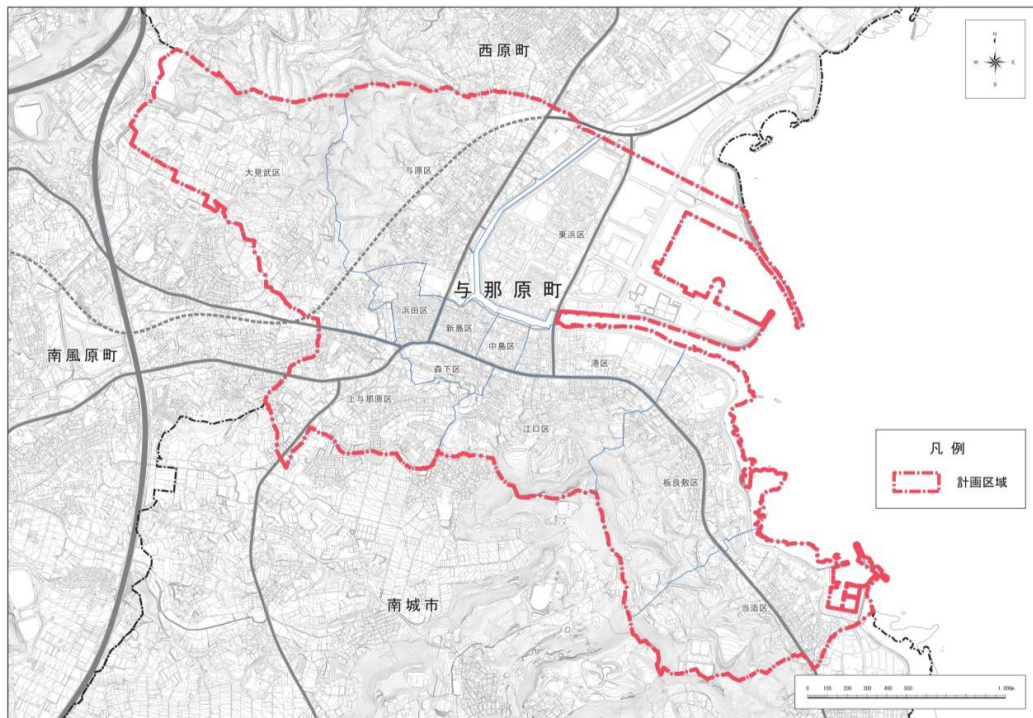 西原町
N
W E
S
大見武区
与原区
東浜区
与那原町
浜田区
新島区
中島区
南風原町
港区
森下区
上与那原区
江口区
凡例
計画区域
板良敷区
南城市
当添区
0 100 200 300 400 500 1,000m